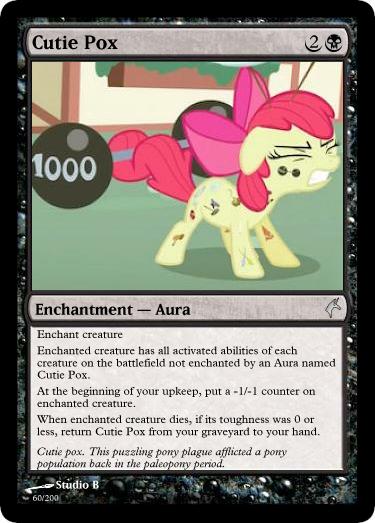 Cutie Pox 2
1000
Enchantment — Aura
Enchant creature
Enchanted creature has all activated abilities of each
creature on the battlefield not enchanted by an Aura named
Cutie Pox.
At the beginning of your upkeep, put a -1/-1 counter on
enchanted creature.
When enchanted creature dies, if its toughness was 0 or
less, return Cutie Pox from your graveyard to your hand.
Cutie pox. This puzzling pony plague afflicted a pony
population back in the paleopony period.
Studio B
60/200